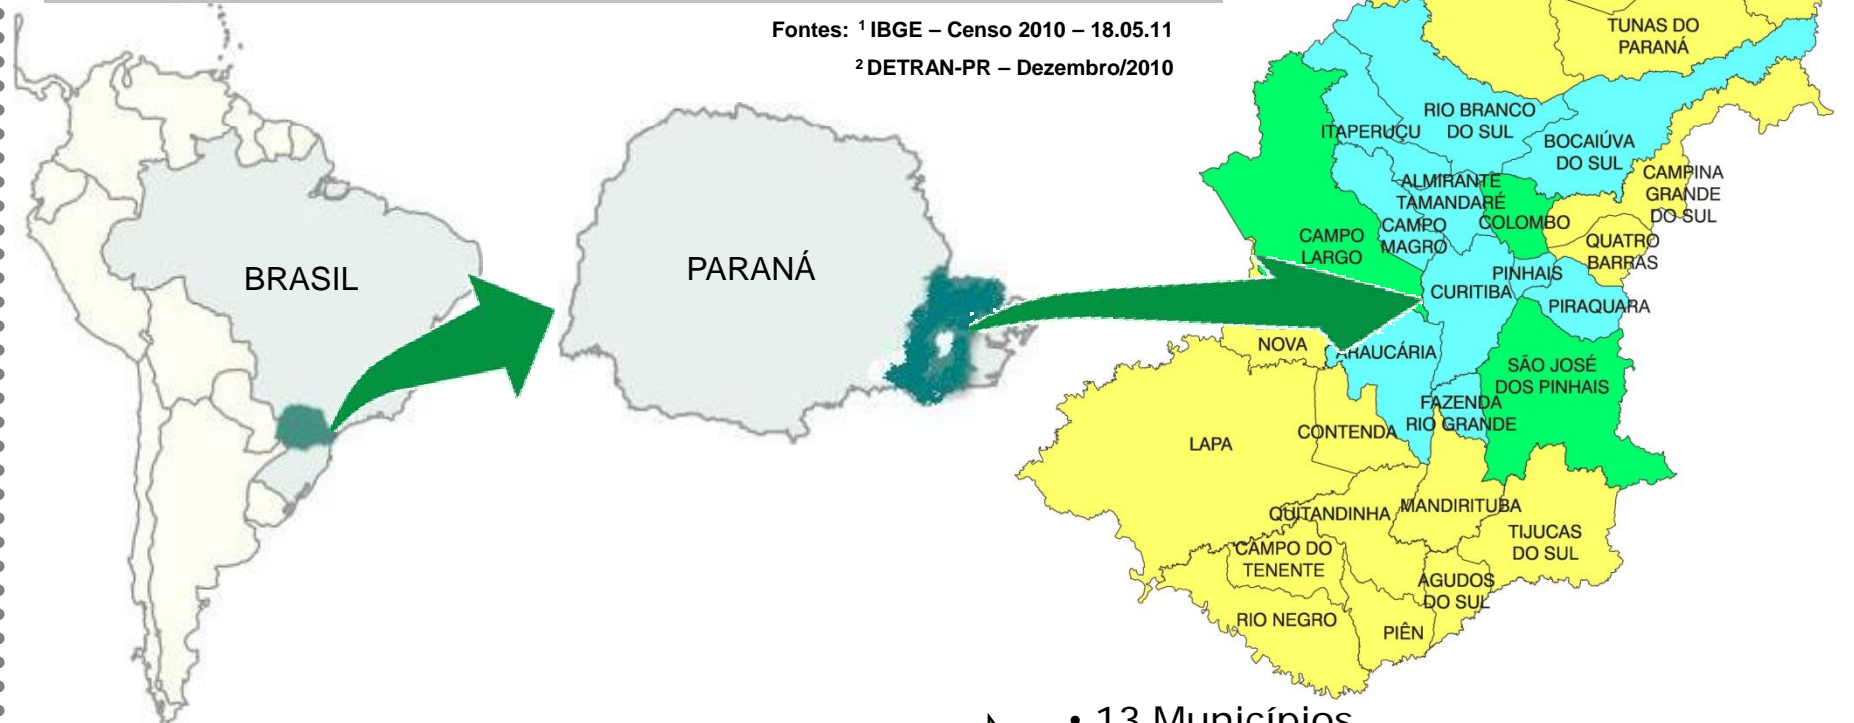 Fontes: ¹ IBGE – Censo 2010 – 18.05.11
² DETRAN-PR – Dezembro/2010
BRASIL
PARANÁ
TUNAS DO
PARANÁ
RIO BRANCO
DO SUL
ITAPERUÇU
BOCAIÚVA
DO SUL
CAMPINA
GRANDE
DO SUL
ALMIRANTE
TAMANDARÉ
COLOMBO
CAMPO
MAGRO
CAMPO
LARGO
QUATRO
BARRAS
PINHAIS
CURITIBA
PIRAQUARA
NOVA
ARAUCÁRIA
SÃO JOSÉ
DOS PINHAIS
FAZENDA
RIO GRANDE
CONTENDA
LAPA
QUITANDINHA
MANDIRITUBA
TIJUCAS
DO SUL
CAMPO DO
TENENTE
AGUDOS
DO SUL
RIO NEGRO
PIÊN
• 13 Municípios